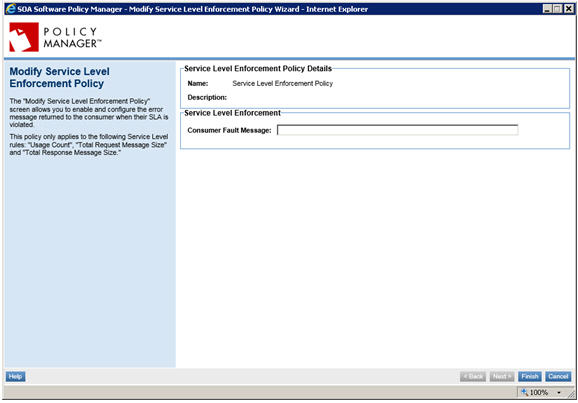 SOA Software Policy Manager - Modify Service Level Enforcement Policy Wizard - Internet Explorer
POLICY
MANAGER™
Modify Service Level
Enforcement Policy
The "Modify Service Level Enforcement Policy"
screen allows you to enable and configure the error
message returned to the consumer when their SLA is
violated.
This policy only applies to the following Service Level
rules: "Usage Count", "Total Request Message Size"
and "Total Response Message Size."
Service Level Enforcement Policy Details
Name: Service Level Enforcement Policy
Description:
Service Level Enforcement
Consumer Fault Message:
Help
< Back
Next >
Finish
Cancel
100%